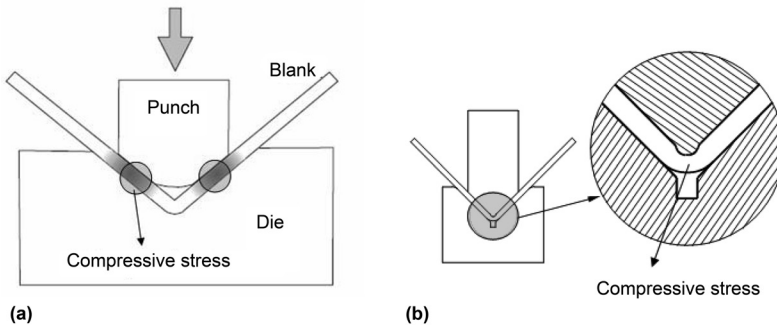 Blank
Punch
Die
Compressive stress
(a)
Compressive stress
(b)